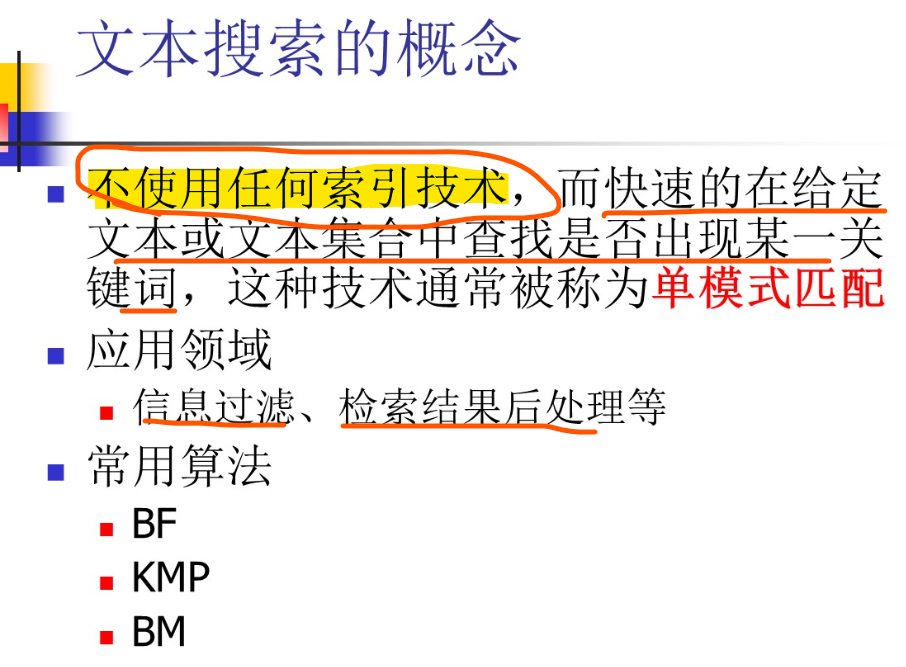 文本搜索的概念
不使用任何索引技术，而快速的在给定
文本或文本集合中查找是否出现某一关
键词，这种技术通常被称为单模式匹配
应用领域
信息过滤、检索结果后处理等
常用算法
BF
KMP
BM